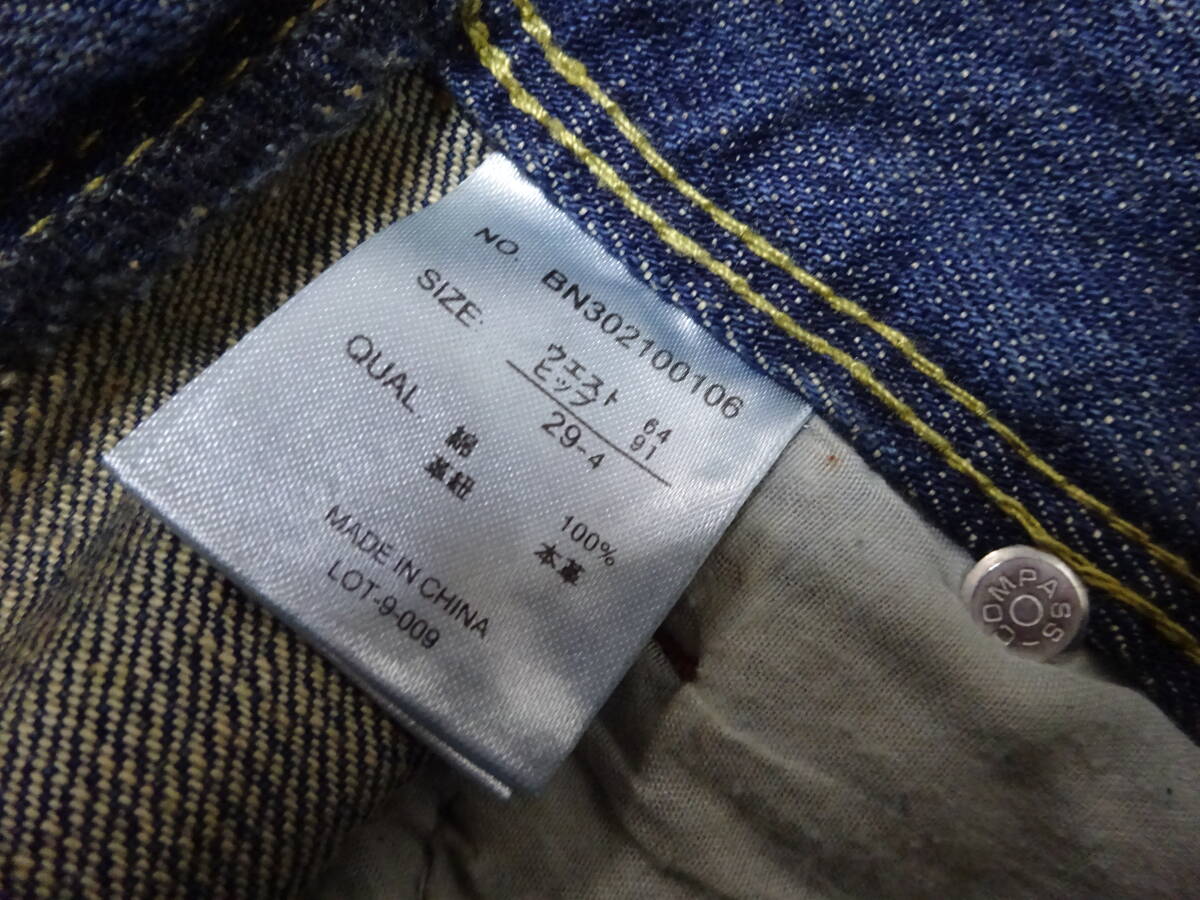 NO. BN302100106
SIZE: ウエスト 64
ヒップ 91
29-4
QUAL 綿 100%
革紐 本革
MADE IN CHINA
LOT-9-009
COMPASS